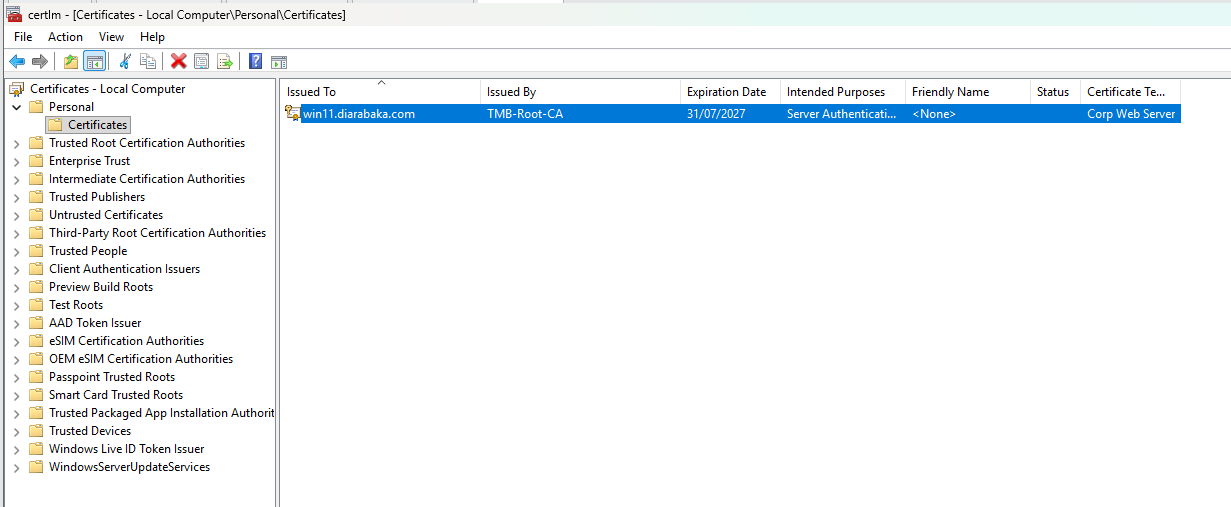 certlm - [Certificates - Local Computer\Personal\Certificates]
File Action View Help
Certificates - Local Computer
Personal
Certificates
Trusted Root Certification Authorities
Enterprise Trust
Intermediate Certification Authorities
Trusted Publishers
Untrusted Certificates
Third-Party Root Certification Authorities
Trusted People
Client Authentication Issuers
Preview Build Roots
Test Roots
AAD Token Issuer
eSIM Certification Authorities
OEM eSIM Certification Authorities
Passpoint Trusted Roots
Smart Card Trusted Roots
Trusted Packaged App Installation Authorit
Trusted Devices
Windows Live ID Token Issuer
WindowsServerUpdateServices
Issued To Issued By Expiration Date Intended Purposes Friendly Name Status Certificate Te...
win11.diarabaka.com TMB-Root-CA 31/07/2027 Server Authenticati... <None> Corp Web Server